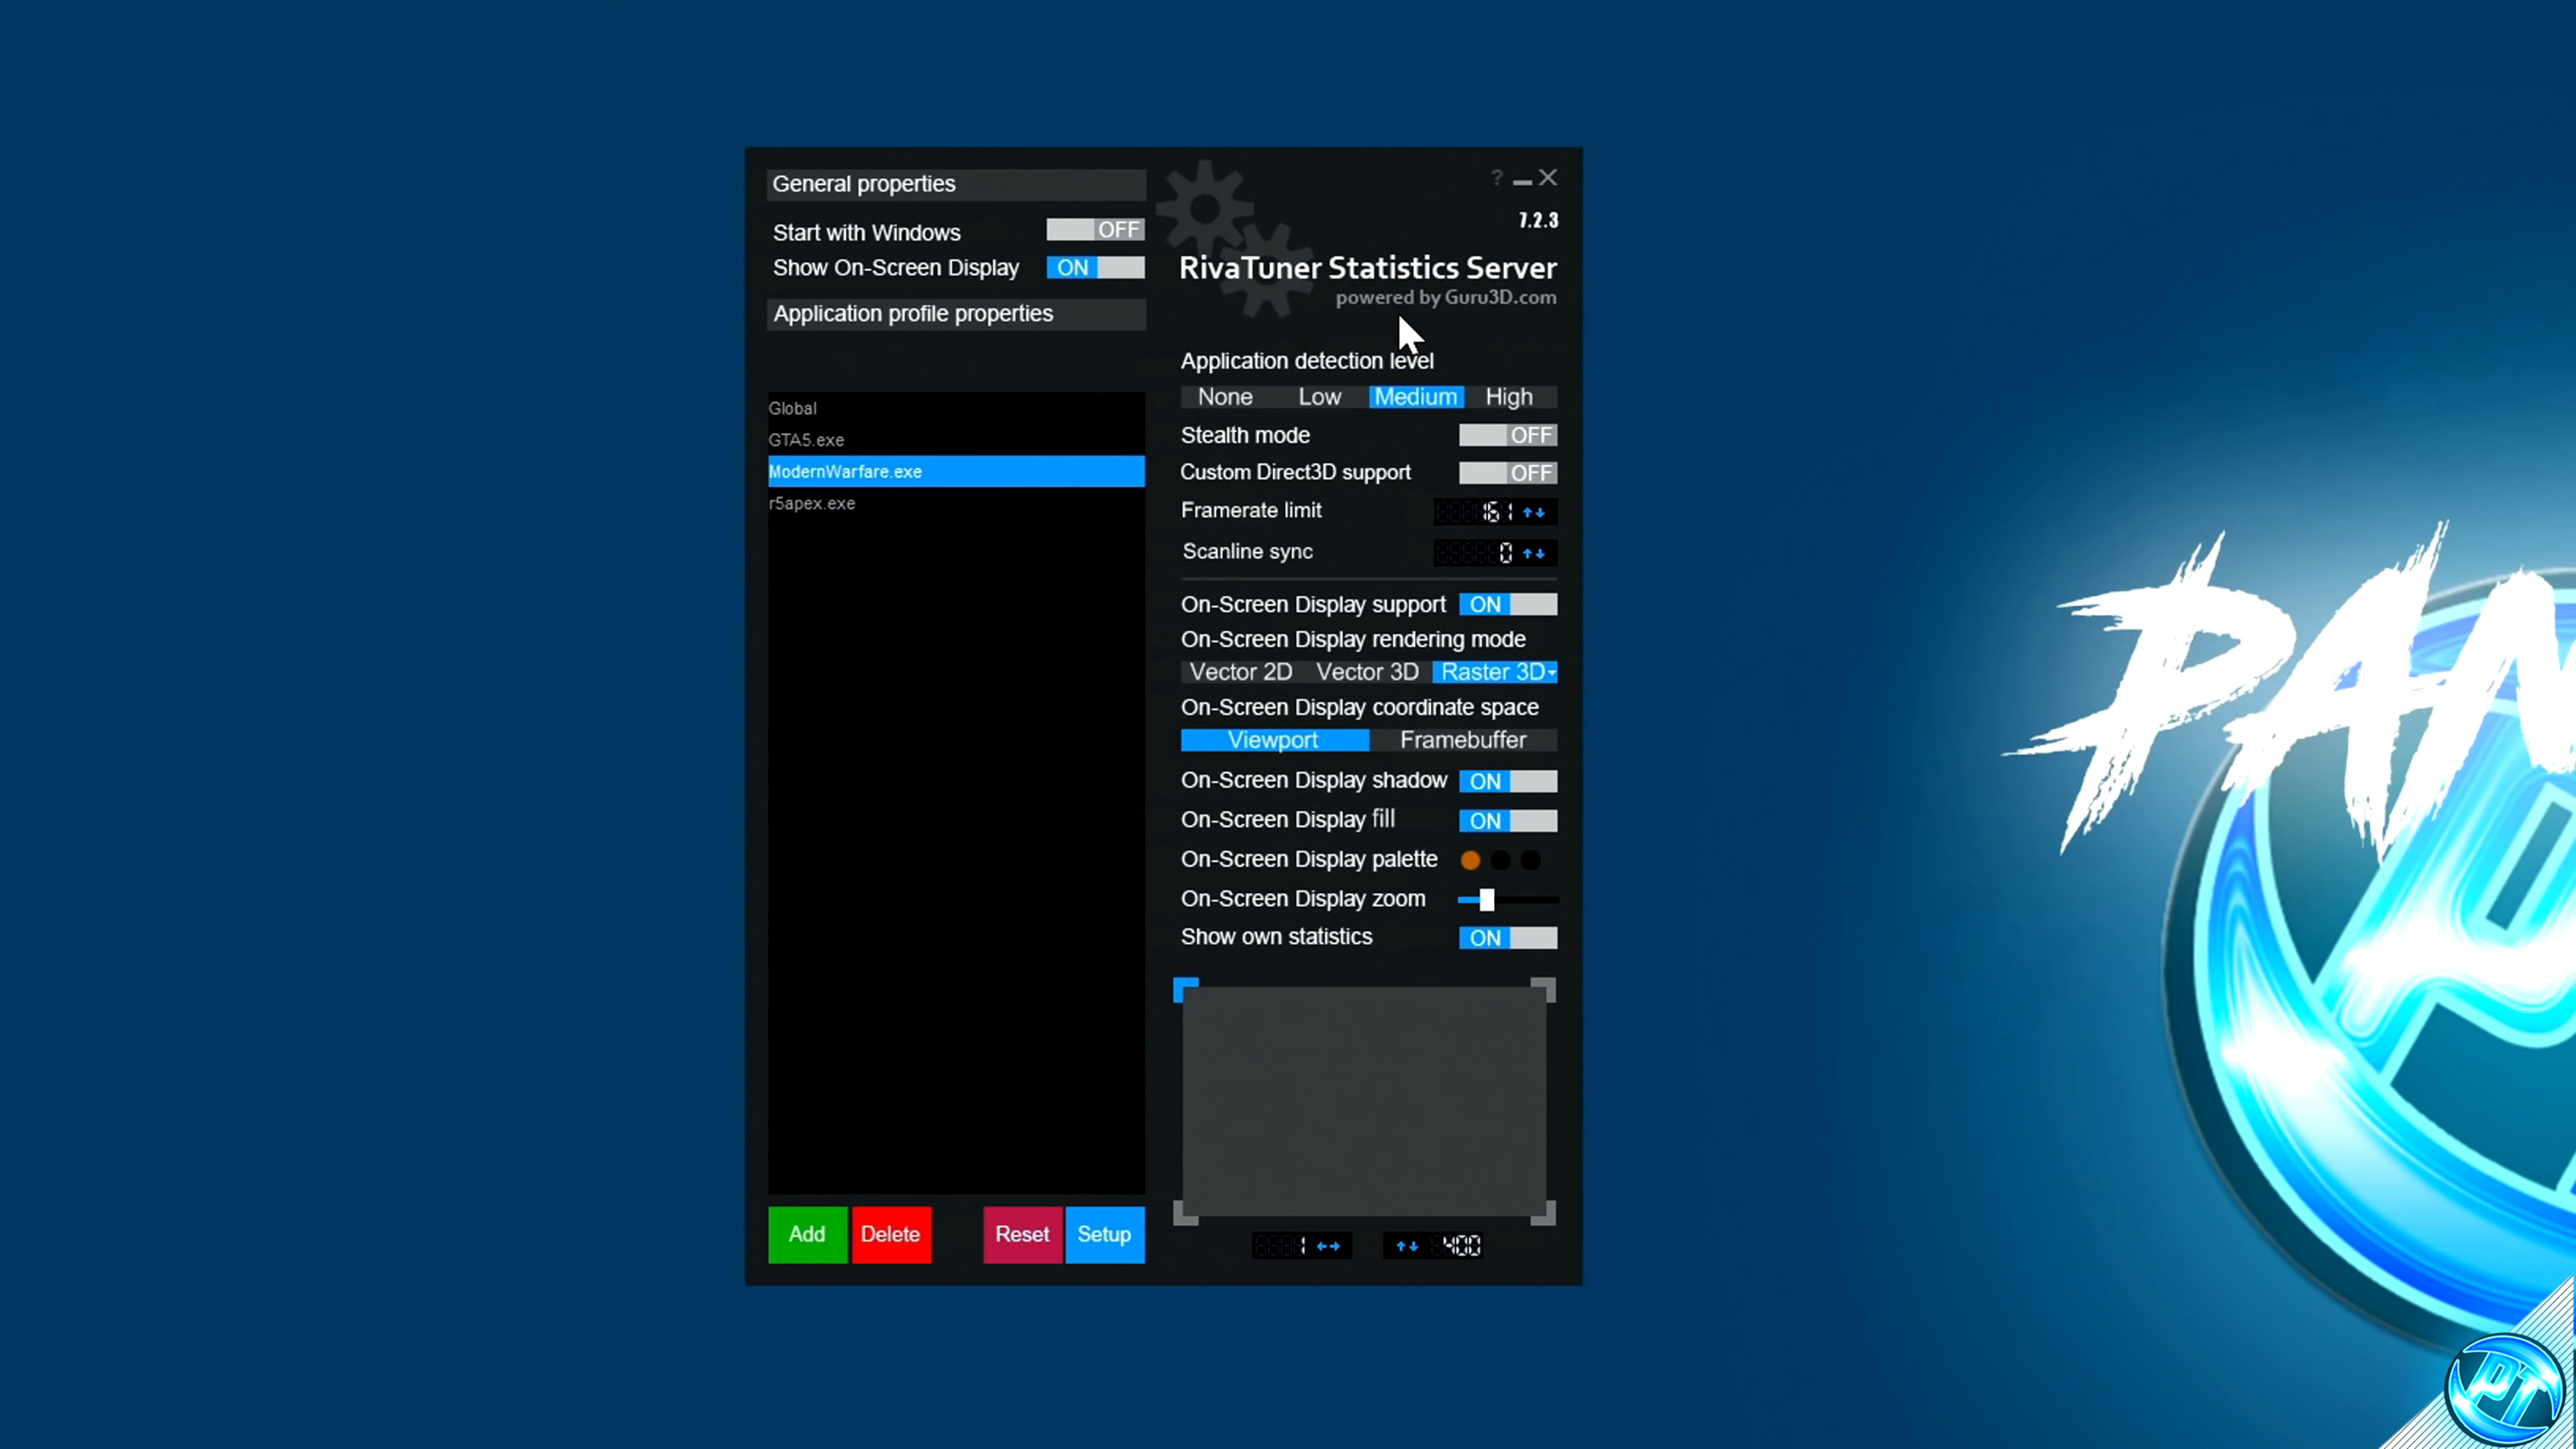 General properties
Start with Windows OFF
Show On-Screen Display ON
Application profile properties
Global
GTA5.exe
ModernWarfare.exe
r5apex.exe
Add Delete Reset Setup
? 
7.2.3
RivaTuner Statistics Server
powered by Guru3D.com
Application detection level
None Low Medium High
Stealth mode OFF
Custom Direct3D support OFF
Framerate limit 161
Scanline sync 0
On-Screen Display support ON
On-Screen Display rendering mode
Vector 2D Vector 3D Raster 3D
On-Screen Display coordinate space
Viewport Framebuffer
On-Screen Display shadow ON
On-Screen Display fill ON
On-Screen Display palette
On-Screen Display zoom
Show own statistics ON
1 400
PAN
PT